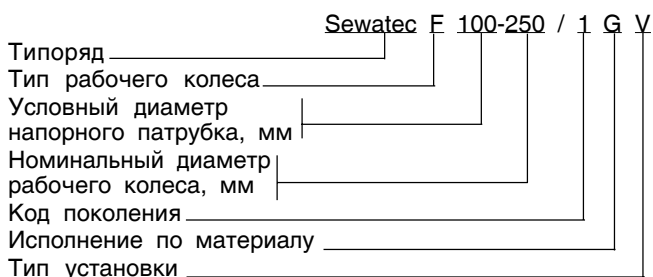 Sewatec F 100-250 / 1 G V
Типоряд
Тип рабочего колеса
Условный диаметр
напорного патрубка, мм
Номинальный диаметр
рабочего колеса, мм
Код поколения
Исполнение по материалу
Тип установки